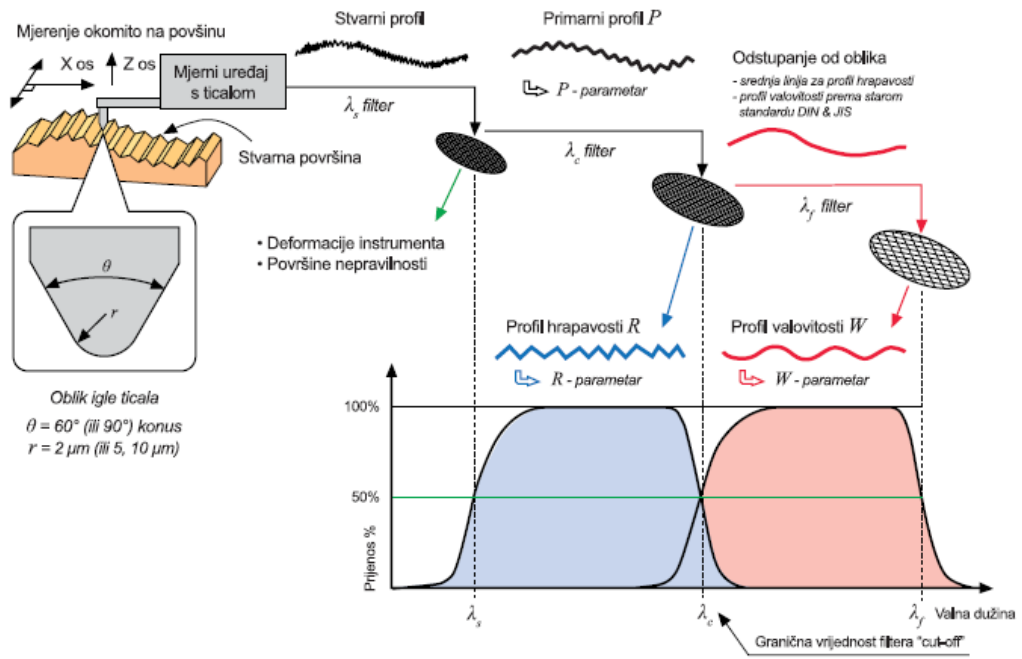 Mjerenje okomito na površinu
X os
Z os
Mjerni uređaj
s ticalom
Stvarna površina
Stvarni profil
λs filter
Primarni profil P
P - parametar
λc filter
Odstupanje od oblika
- srednja linija za profil hrapavosti
- profil valovitosti prema starom
standardu DIN & JIS
λf filter
• Deformacije instrumenta
• Površine nepravilnosti
θ
r
Oblik igle ticala
θ = 60° (ili 90°) konus
r = 2 µm (ili 5, 10 µm)
Profil hrapavosti R
R - parametar
Profil valovitosti W
W - parametar
100%
50%
Prijenos %
λs
λc
λf
Valna dužina
Granična vrijednost filtera "cut-off"